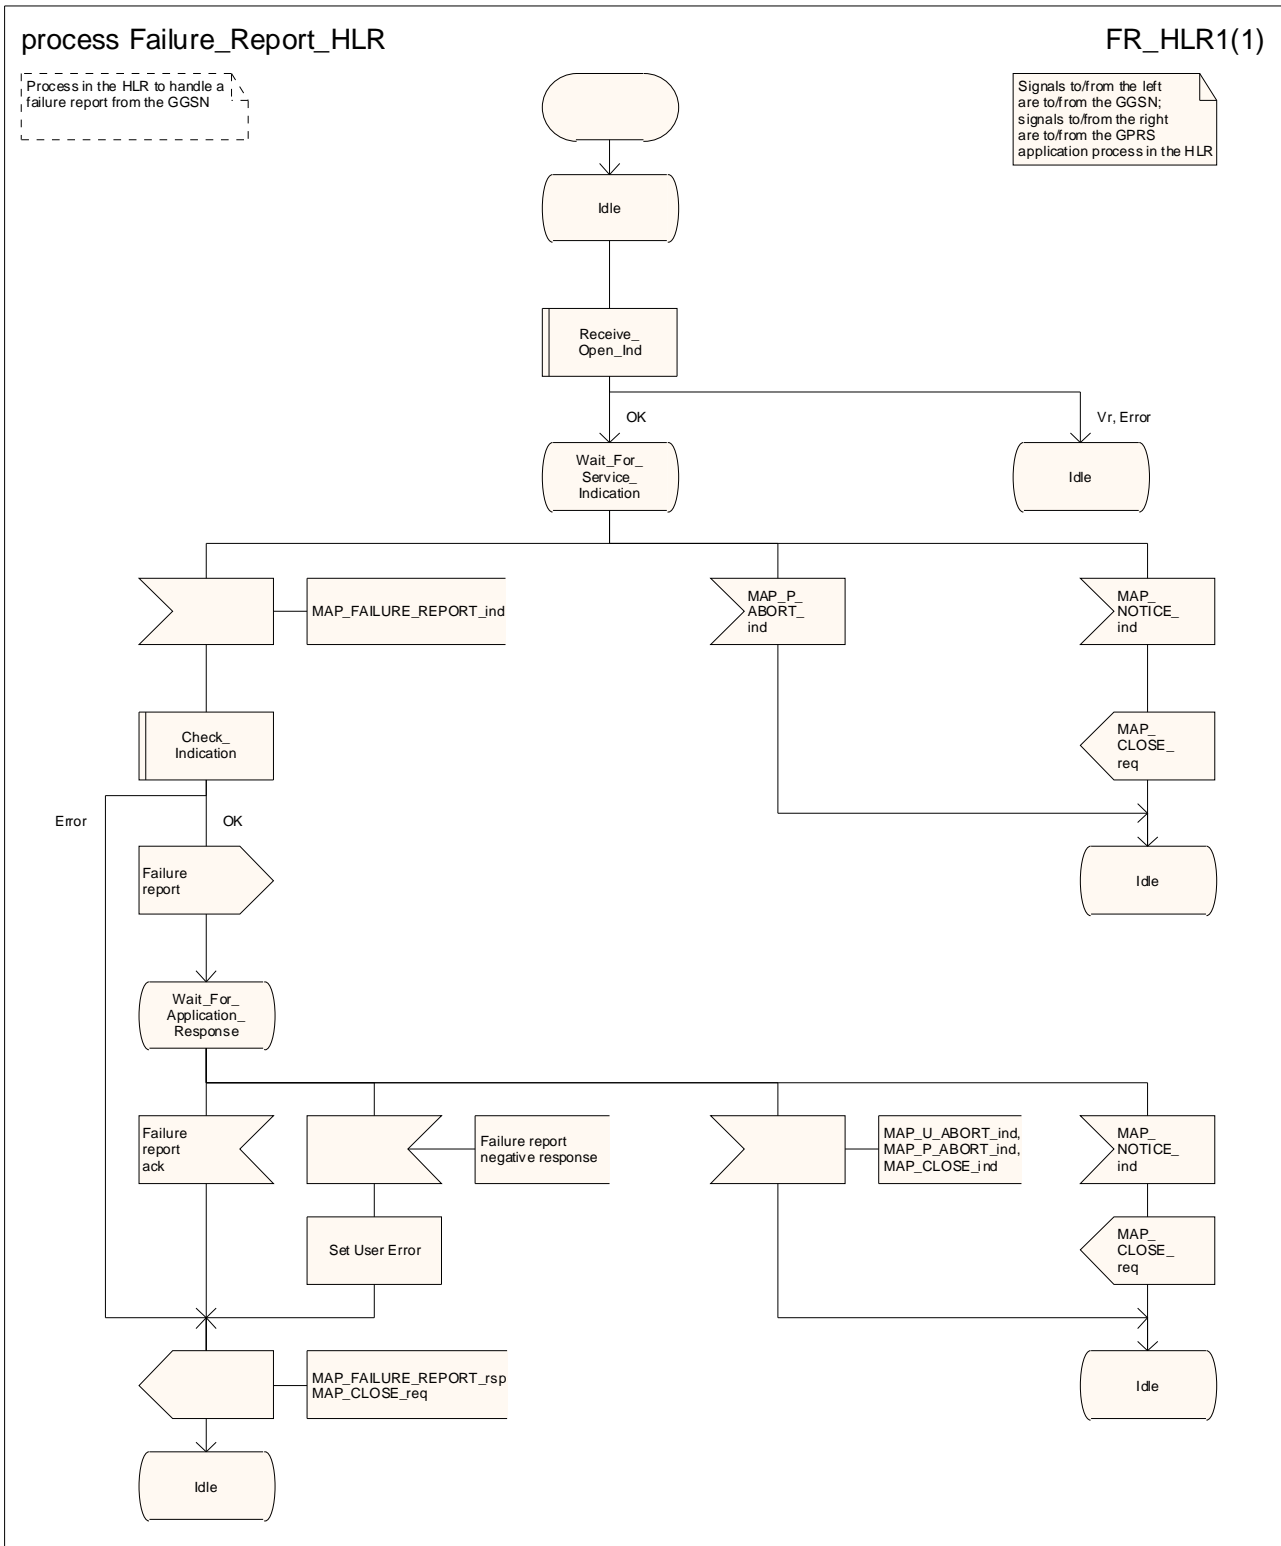 process Failure_Report_HLR
FR_HLR1(1)
Process in the HLR to handle a
failure report from the GGSN
Signals to/from the left
are to/from the GGSN;
signals to/from the right
are to/from the GPRS
application process in the HLR
Idle
Receive_
Open_Ind
OK
Vr, Error
Wait_For_
Service_
Indication
Idle
MAP_FAILURE_REPORT_ind
MAP_P_
ABORT_
ind
MAP_
NOTICE_
ind
Check_
Indication
MAP_
CLOSE_
req
Error
OK
Failure
report
Idle
Wait_For_
Application_
Response
Failure
report
ack
Failure report
negative response
MAP_U_ABORT_ind,
MAP_P_ABORT_ind,
MAP_CLOSE_ind
MAP_
NOTICE_
ind
Set User Error
MAP_
CLOSE_
req
MAP_FAILURE_REPORT_rsp
MAP_CLOSE_req
Idle
Idle